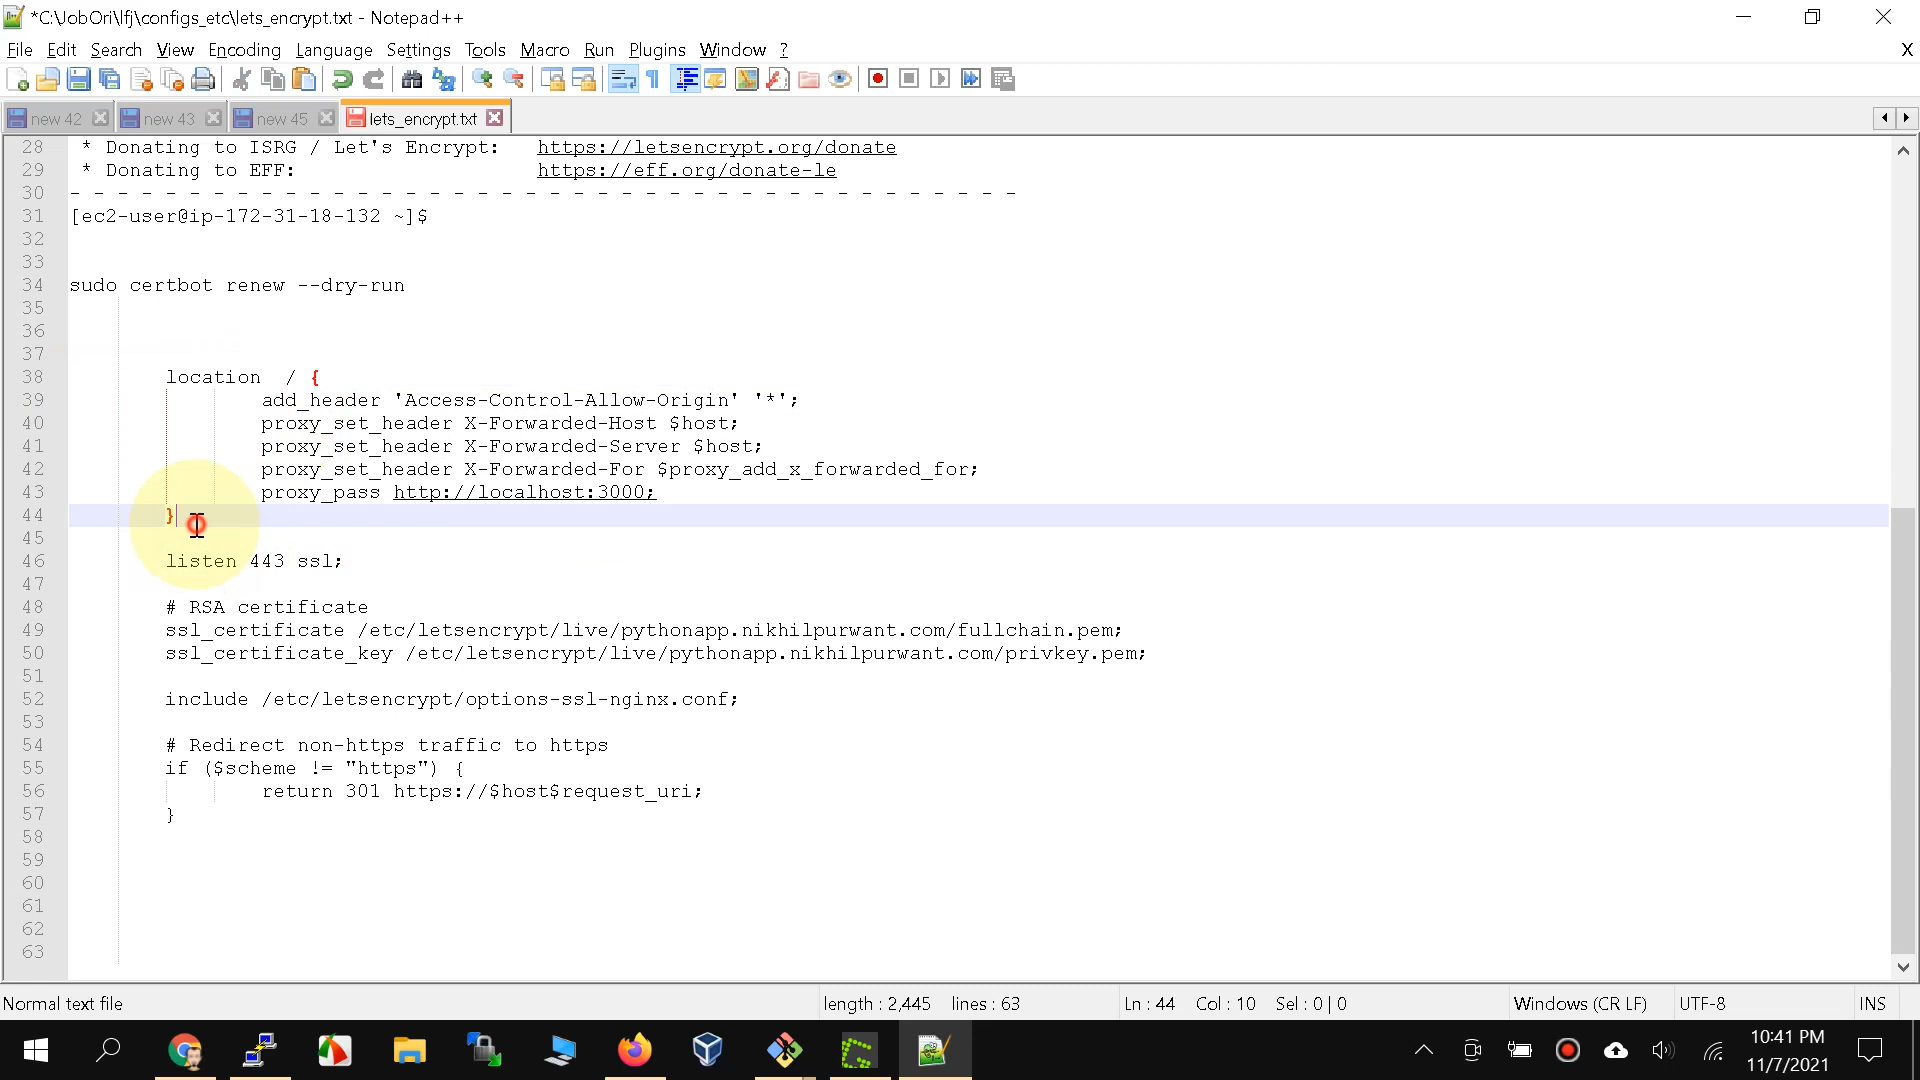 *C:\JobOri\lfj\configs_etc\lets_encrypt.txt - Notepad++
File Edit Search View Encoding Language Settings Tools Macro Run Plugins Window ?
X
new 42 new 43 new 45 lets_encrypt.txt
28 * Donating to ISRG / Let's Encrypt: https://letsencrypt.org/donate
29 * Donating to EFF: https://eff.org/donate-le
30 - - - - - - - - - - - - - - - - - - - - - - - - - - - - - - - - - - - - - - - -
31 [ec2-user@ip-172-31-18-132 ~]$
32
33
34 sudo certbot renew --dry-run
35
36
37
38 location / {
39 add_header 'Access-Control-Allow-Origin' '*';
40 proxy_set_header X-Forwarded-Host $host;
41 proxy_set_header X-Forwarded-Server $host;
42 proxy_set_header X-Forwarded-For $proxy_add_x_forwarded_for;
43 proxy_pass http://localhost:3000;
44 }
45
46 listen 443 ssl;
47
48 # RSA certificate
49 ssl_certificate /etc/letsencrypt/live/pythonapp.nikhilpurwant.com/fullchain.pem;
50 ssl_certificate_key /etc/letsencrypt/live/pythonapp.nikhilpurwant.com/privkey.pem;
51
52 include /etc/letsencrypt/options-ssl-nginx.conf;
53
54 # Redirect non-https traffic to https
55 if ($scheme != "https") {
56 return 301 https://$host$request_uri;
57 }
58
59
60
61
62
63
Normal text file length : 2,445 lines : 63 Ln : 44 Col : 10 Sel : 0 | 0 Windows (CR LF) UTF-8 INS
10:41 PM
11/7/2021